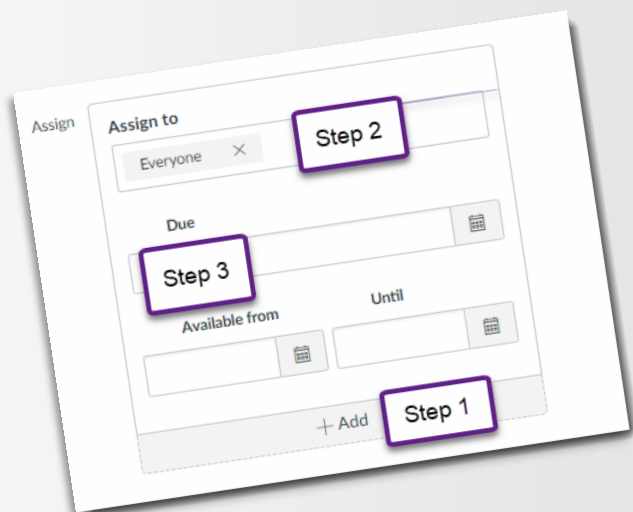 Assign
Assign to
Everyone ×
Step 2
Due
Step 3
Available from
Until
+ Add
Step 1